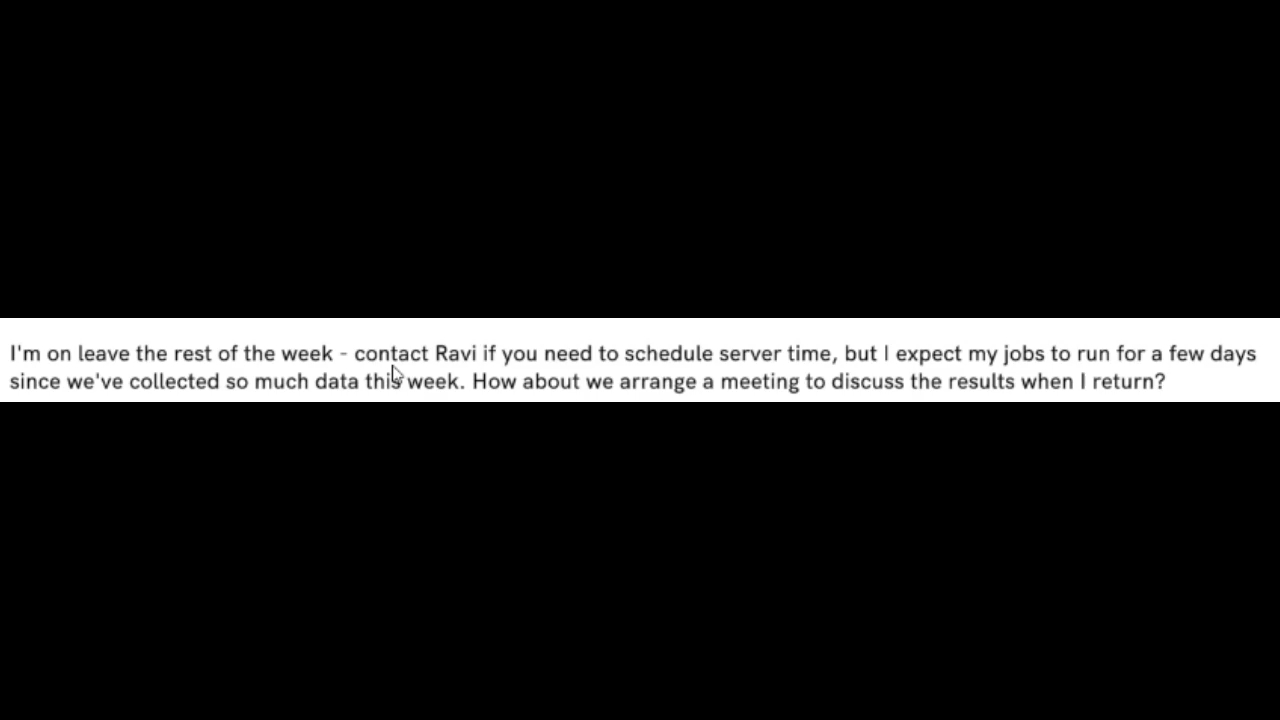 I'm on leave the rest of the week - contact Ravi if you need to schedule server time, but I expect my jobs to run for a few days
since we've collected so much data this week. How about we arrange a meeting to discuss the results when I return?